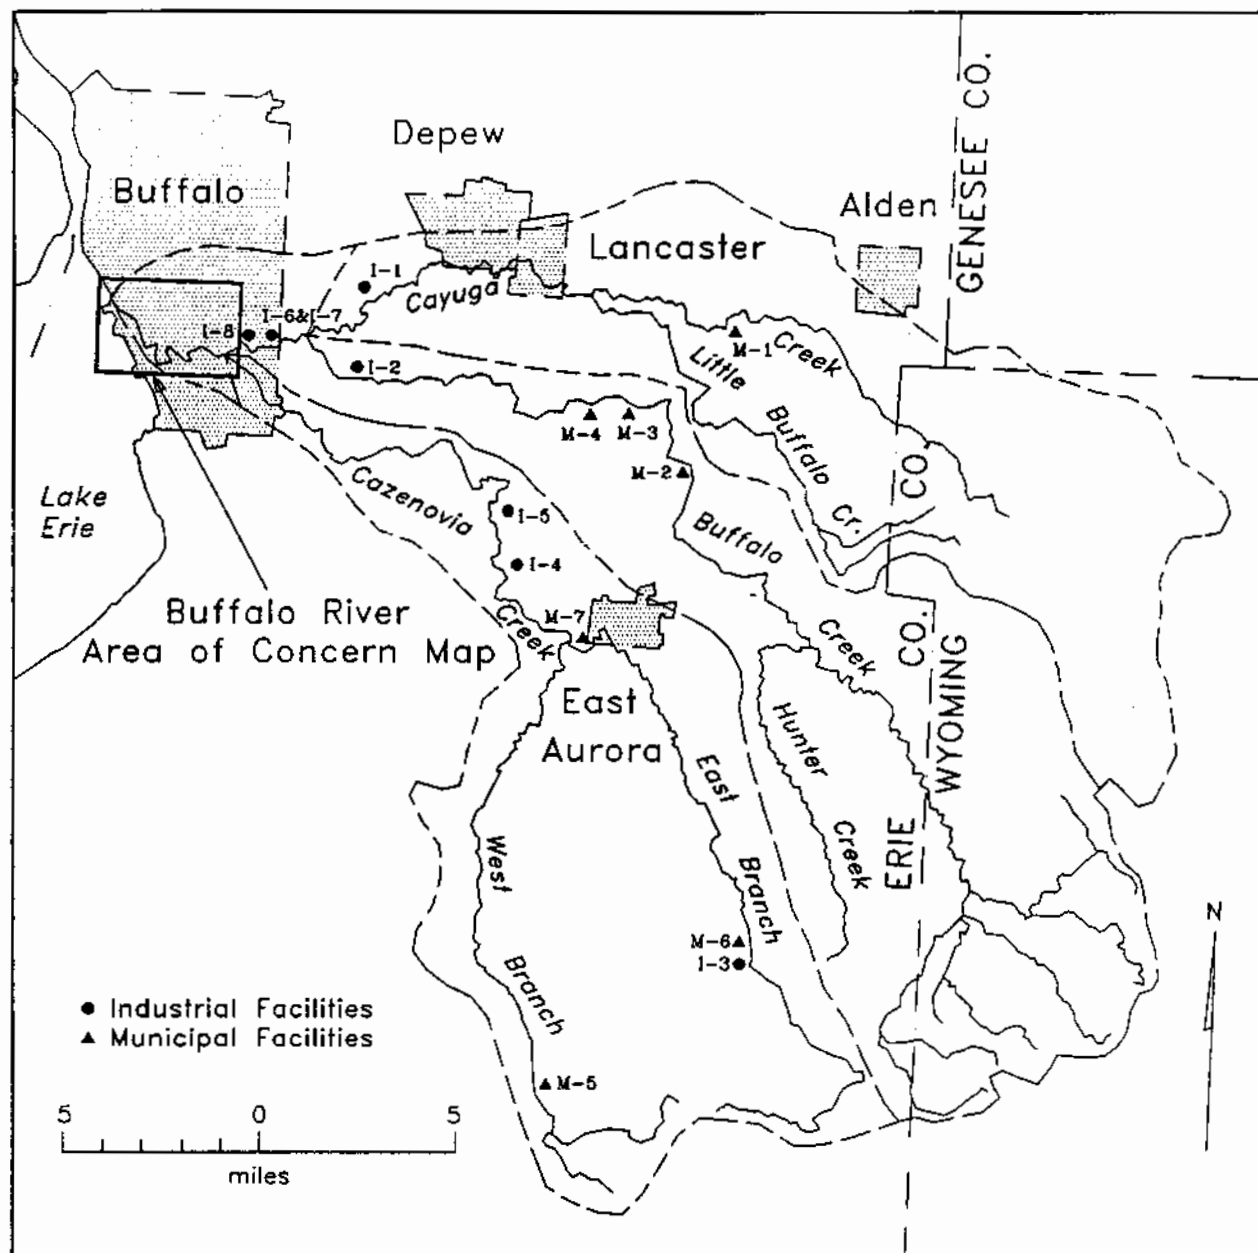 GENESEE CO.
Depew
Buffalo
Alden
Lancaster
I-1
Cayuga
I-6&I-7
I-8
M-1
Creek
I-2
Little
Buffalo
Cr.
M-4
M-3
M-2
CO.
Lake
Erie
Cazenovia
I-5
Buffalo
I-4
Buffalo River
Area of Concern Map
Creek
M-7
Creek
CO.
WYOMING
East
Aurora
Hunter
Creek
East
Branch
ERIE
West
Branch
M-6
I-3
N
● Industrial Facilities
▲ Municipal Facilities
M-5
5 0 5
miles